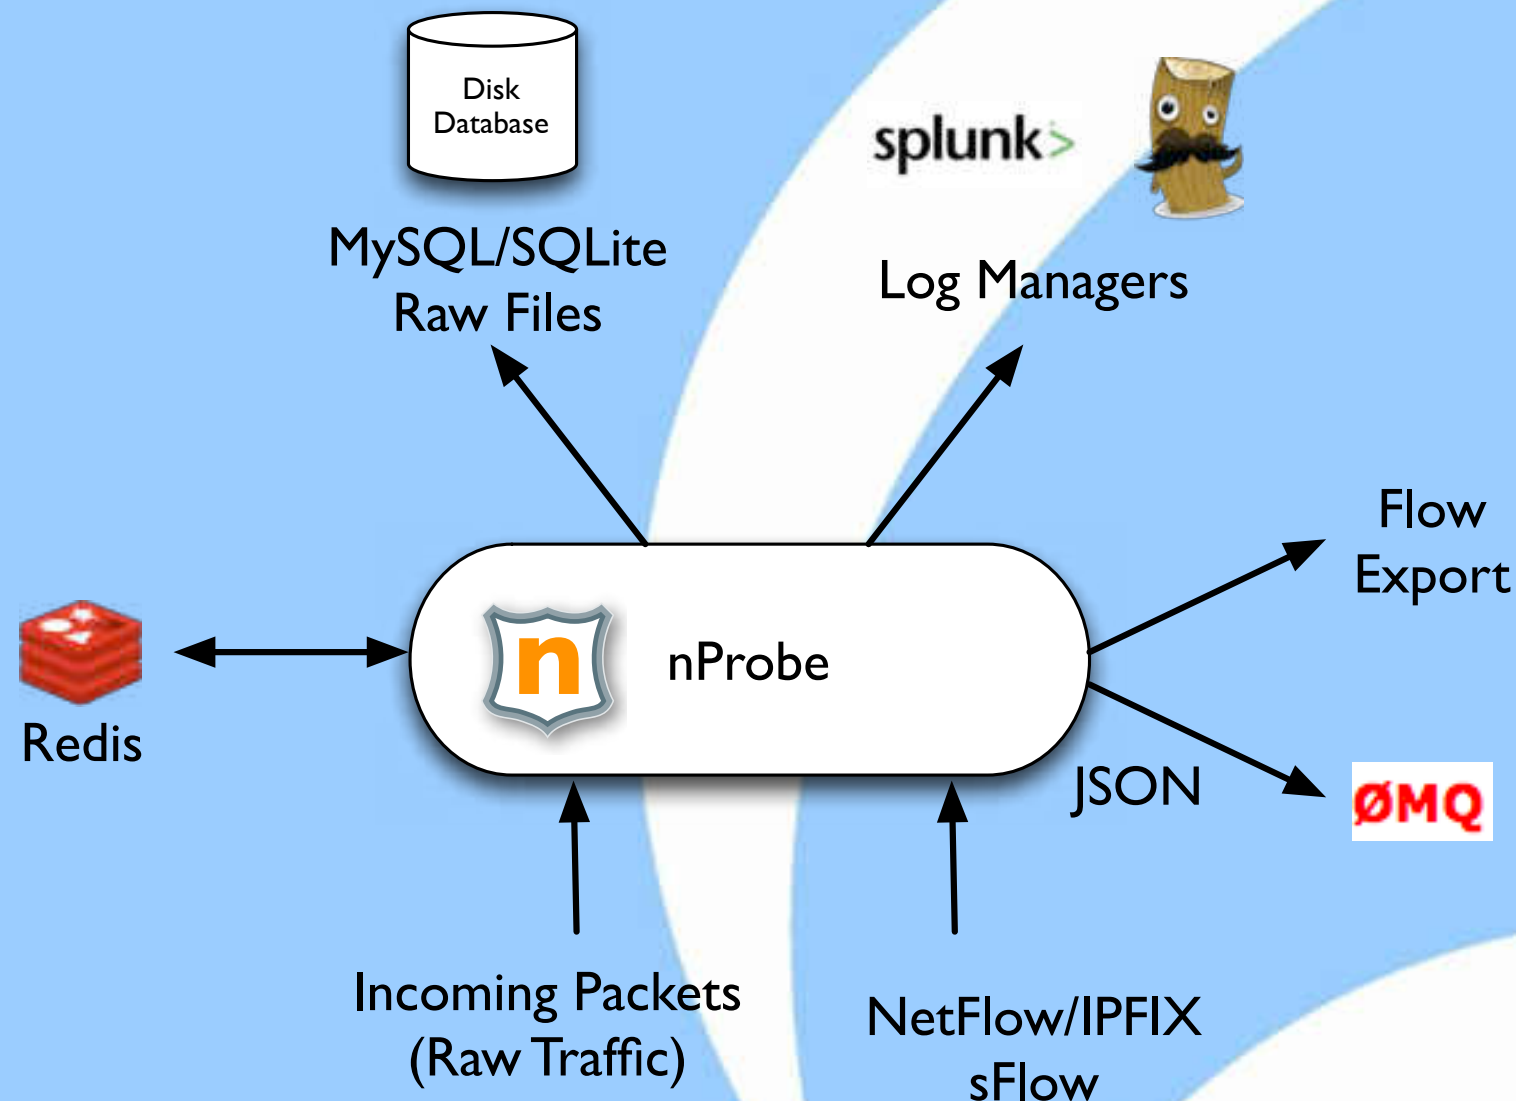 Disk
Database
splunk>
MySQL/SQLite
Raw Files
Log Managers
Flow
Export
n
nProbe
Redis
JSON
ØMQ
Incoming Packets
(Raw Traffic)
NetFlow/IPFIX
sFlow